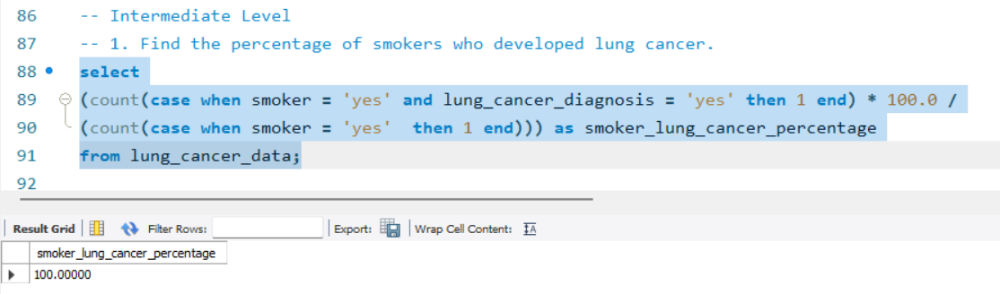 86 -- Intermediate Level
87 -- 1. Find the percentage of smokers who developed lung cancer.
88 select
89 (count(case when smoker = 'yes' and lung_cancer_diagnosis = 'yes' then 1 end) * 100.0 /
90 (count(case when smoker = 'yes'  then 1 end))) as smoker_lung_cancer_percentage
91 from lung_cancer_data;
92
Result Grid Filter Rows: Export: Wrap Cell Content: IA
smoker_lung_cancer_percentage
100.00000